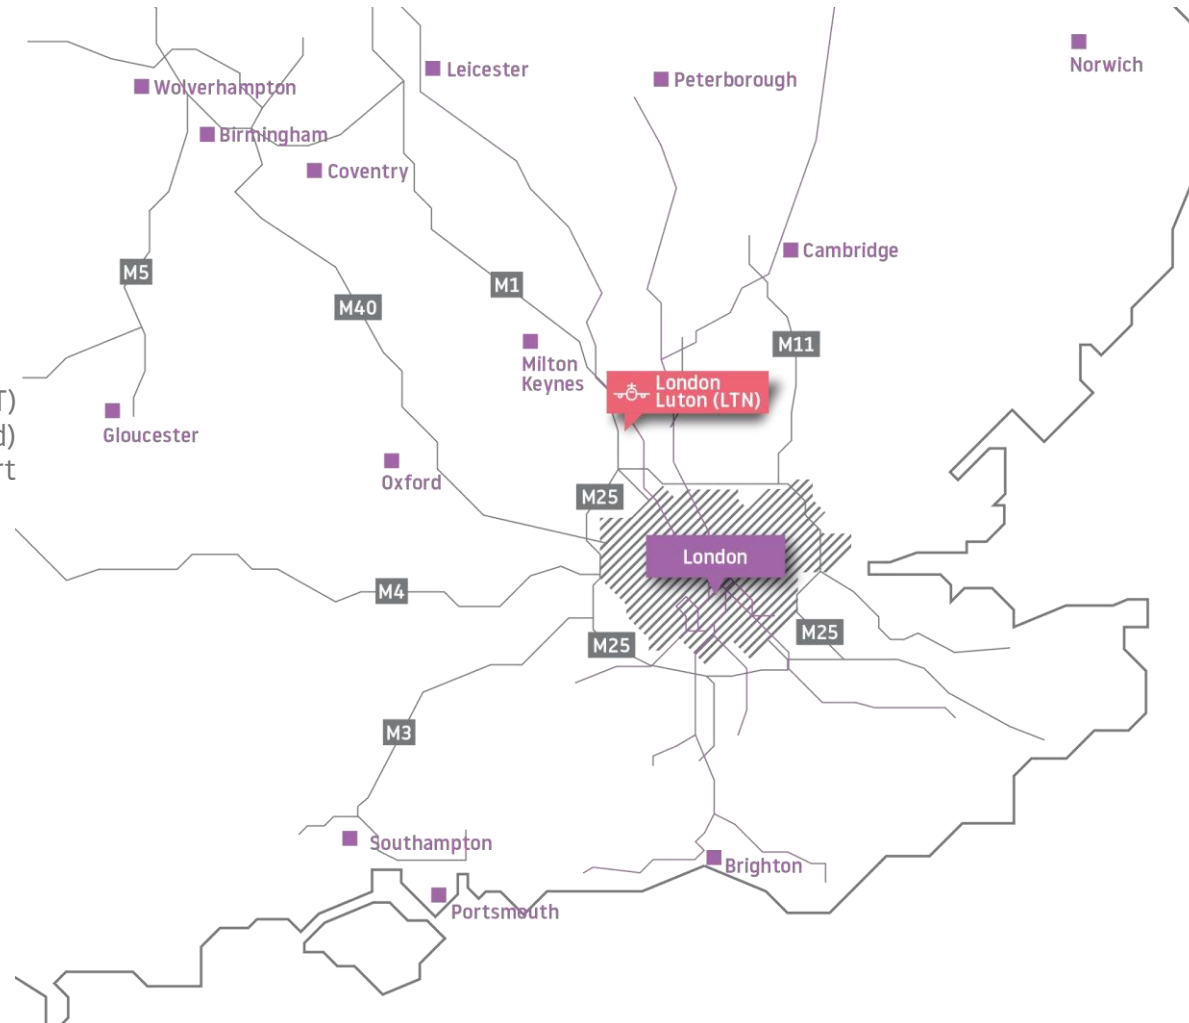 Norwich
Leicester
Peterborough
Wolverhampton
Birmingham
Coventry
Cambridge
M5
M1
M40
M11
Milton
Keynes
London
Luton (LTN)
T)
Gloucester
d)
rt
Oxford
M25
London
M4
M25
M25
M3
Southampton
Brighton
Portsmouth